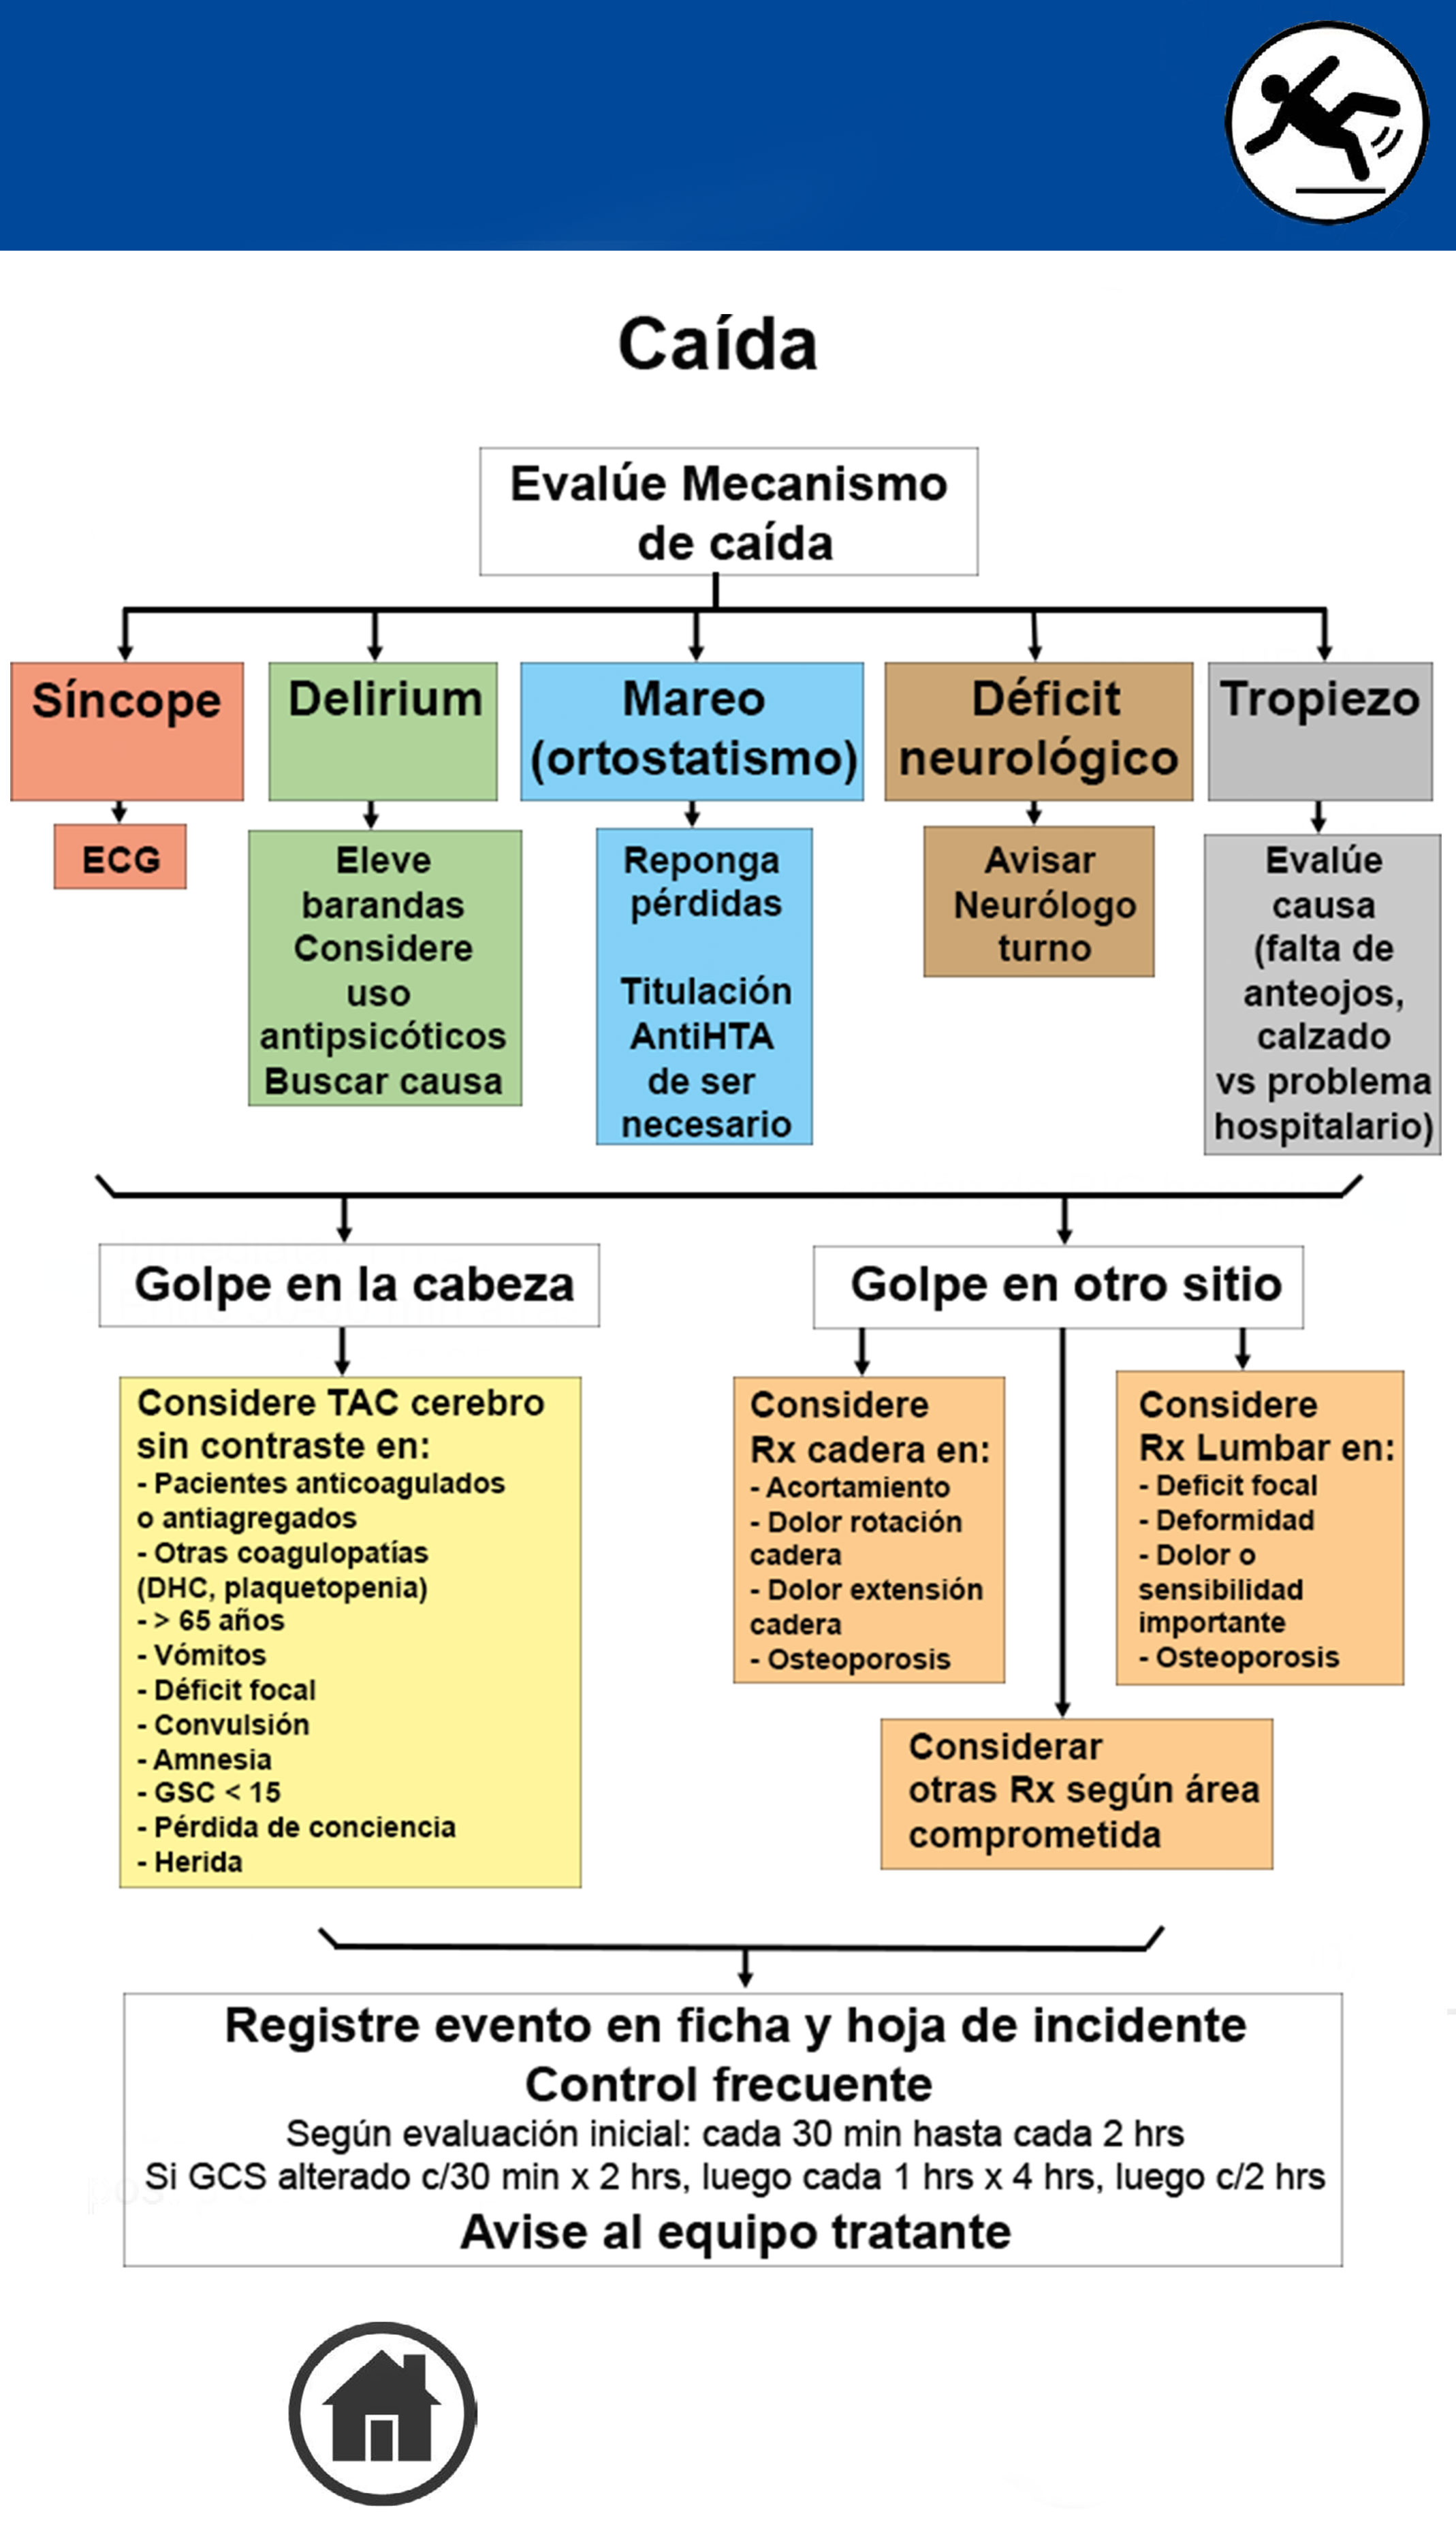 Caída
Evalúe Mecanismo
de caída
Síncope
Delirium
Mareo
(ortostatismo)
Déficit
neurológico
Tropiezo
ECG
Eleve
barandas
Considere
uso
antipsicóticos
Buscar causa
Reponga
pérdidas
Titulación
AntiHTA
de ser
necesario
Avisar
Neurólogo
turno
Evalúe
causa
(falta de
anteojos,
calzado
vs problema
hospitalario)
Golpe en la cabeza
Golpe en otro sitio
Considere TAC cerebro
sin contraste en:
- Pacientes anticoagulados
o antiagregados
- Otras coagulopatías
(DHC, plaquetopenia)
- > 65 años
- Vómitos
- Déficit focal
- Convulsión
- Amnesia
- GSC < 15
- Pérdida de conciencia
- Herida
Considere
Rx cadera en:
- Acortamiento
- Dolor rotación
cadera
- Dolor extensión
cadera
- Osteoporosis
Considere
Rx Lumbar en:
- Deficit focal
- Deformidad
- Dolor o
sensibilidad
importante
- Osteoporosis
Considerar
otras Rx según área
comprometida
Registre evento en ficha y hoja de incidente
Control frecuente
Según evaluación inicial: cada 30 min hasta cada 2 hrs
Si GCS alterado c/30 min x 2 hrs, luego cada 1 hrs x 4 hrs, luego c/2 hrs
Avise al equipo tratante